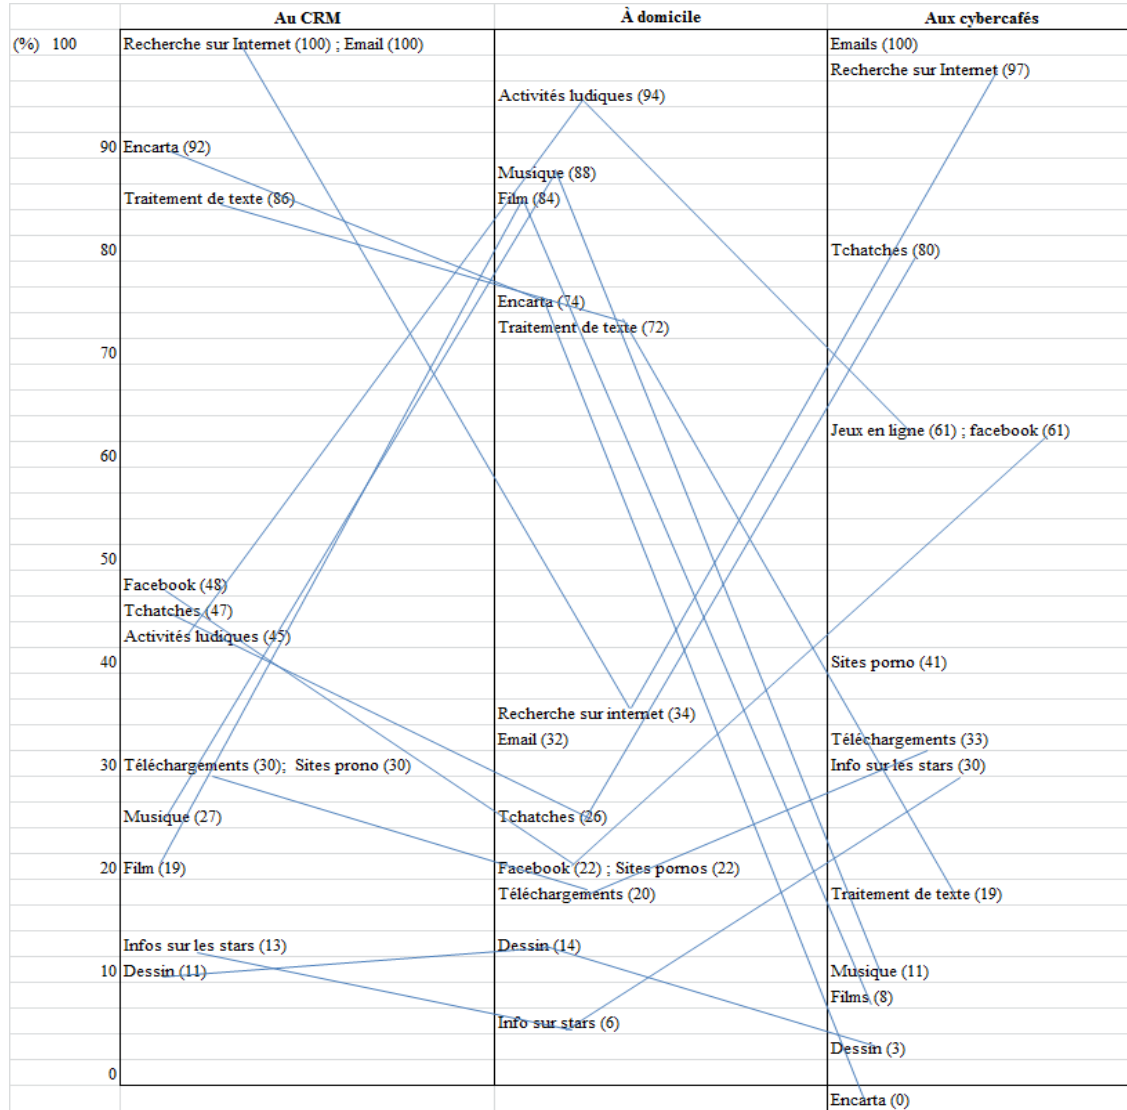 Au CRM À domicile Aux cybercafés
(%) 100 Recherche sur Internet (100) ; Email (100) Emails (100)
Recherche sur Internet (97)
Activités ludiques (94)
90 Encarta (92)
Musique (88)
Traitement de texte (86) Film (84)
80 Tchatches (80)
Encarta (74)
Traitement de texte (72)
70
Jeux en ligne (61) ; facebook (61)
60
50
Facebook (48)
Tchatches (47)
Activités ludiques (45)
40 Sites porno (41)
Recherche sur internet (34)
Email (32) Téléchargements (33)
30 Téléchargements (30); Sites prono (30) Info sur les stars (30)
Musique (27) Tchatches (26)
20 Film (19) Facebook (22) ; Sites pornos (22)
Téléchargements (20) Traitement de texte (19)
Infos sur les stars (13) Dessin (14)
10 Dessin (11) Musique (11)
Films (8)
Info sur stars (6)
Dessin (3)
0
Encarta (0)